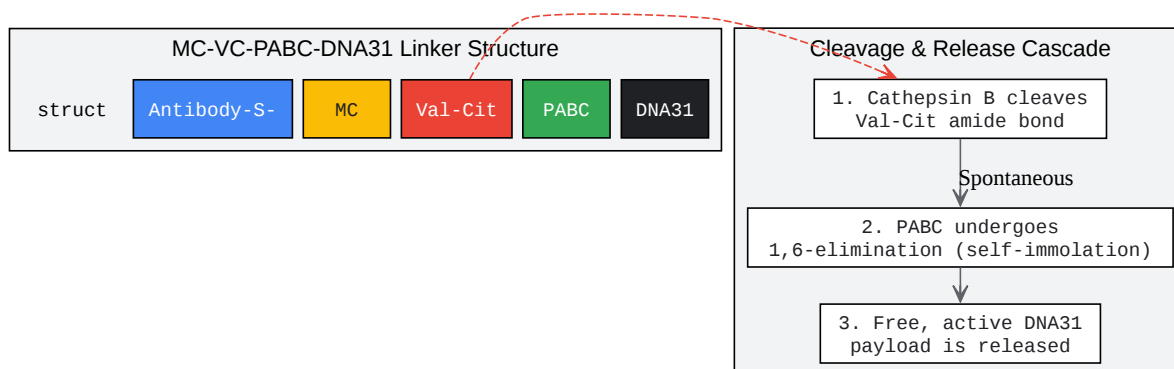 MC-VC-PABC-DNA31 Linker Structure
struct
Antibody-S-
MC
Val-Cit
PABC
DNA31
Cleavage & Release Cascade
1. Cathepsin B cleaves
Val-Cit amide bond
Spontaneous
2. PABC undergoes
1,6-elimination (self-immolation)
3. Free, active DNA31
payload is released